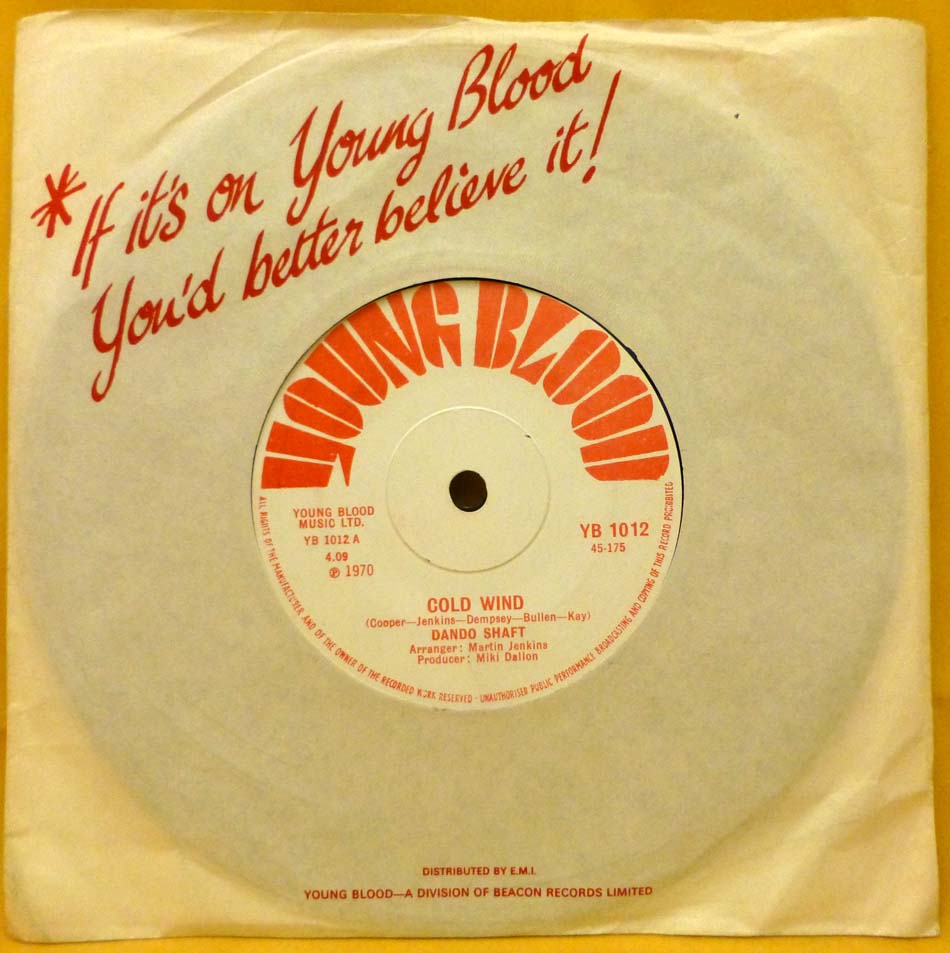 *If it's on Young Blood
You'd better believe it!
YOUNG BLOOD
YOUNG BLOOD
MUSIC LTD.
YB 1012 A
4.09
℗ 1970
YB 1012
45-175
COLD WIND
(Cooper—Jenkins—Dempsey—Bullen—Kay)
DANDO SHAFT
Arranger: Martin Jenkins
Producer: Miki Dallon
ALL RIGHTS OF THE MANUFACTURER AND OF THE OWNER OF THE RECORDED WORK RESERVED · UNAUTHORISED PUBLIC PERFORMANCE BROADCASTING AND COPYING OF THIS RECORD PROHIBITED
DISTRIBUTED BY E.M.I.
YOUNG BLOOD—A DIVISION OF BEACON RECORDS LIMITED